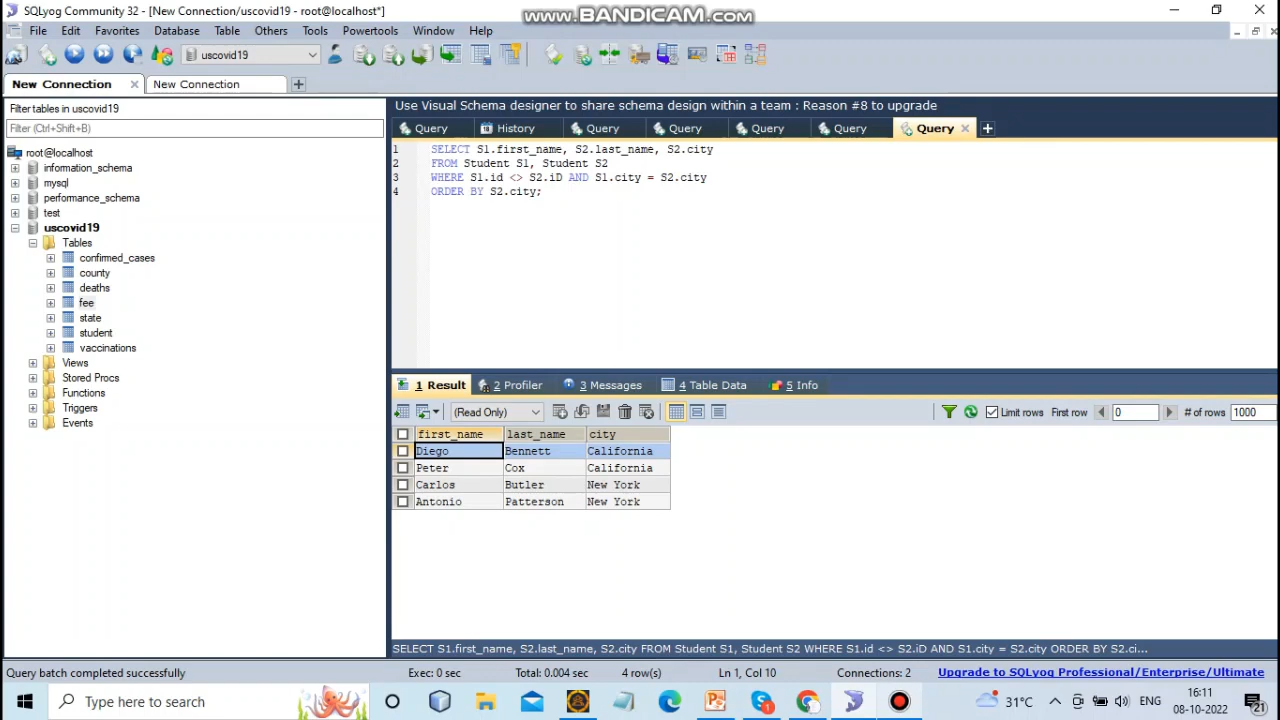 SQLyog Community 32 - [New Connection/uscovid19 - root@localhost*]
www.BANDICAM.com
File Edit Favorites Database Table Others Tools Powertools Window Help
uscovid19
New Connection New Connection
Filter tables in uscovid19
Filter (Ctrl+Shift+B)
root@localhost
information_schema
mysql
performance_schema
test
uscovid19
Tables
confirmed_cases
county
deaths
fee
state
student
vaccinations
Views
Stored Procs
Functions
Triggers
Events
Use Visual Schema designer to share schema design within a team : Reason #8 to upgrade
Query History Query Query Query Query Query
1 SELECT S1.first_name, S2.last_name, S2.city
2 FROM Student S1, Student S2
3 WHERE S1.id <> S2.iD AND S1.city = S2.city
4 ORDER BY S2.city;
1 Result 2 Profiler 3 Messages 4 Table Data 5 Info
(Read Only) Limit rows First row 0 # of rows 1000
first_name last_name city
Diego Bennett California
Peter Cox California
Carlos Butler New York
Antonio Patterson New York
SELECT S1.first_name, S2.last_name, S2.city FROM Student S1, Student S2 WHERE S1.id <> S2.iD AND S1.city = S2.city ORDER BY S2.ci...
Query batch completed successfully Exec: 0 sec Total: 0.004 sec 4 row(s) Ln 1, Col 10 Connections: 2 Upgrade to SQLyog Professional/Enterprise/Ultimate
Type here to search 31°C ENG 16:11
08-10-2022 21